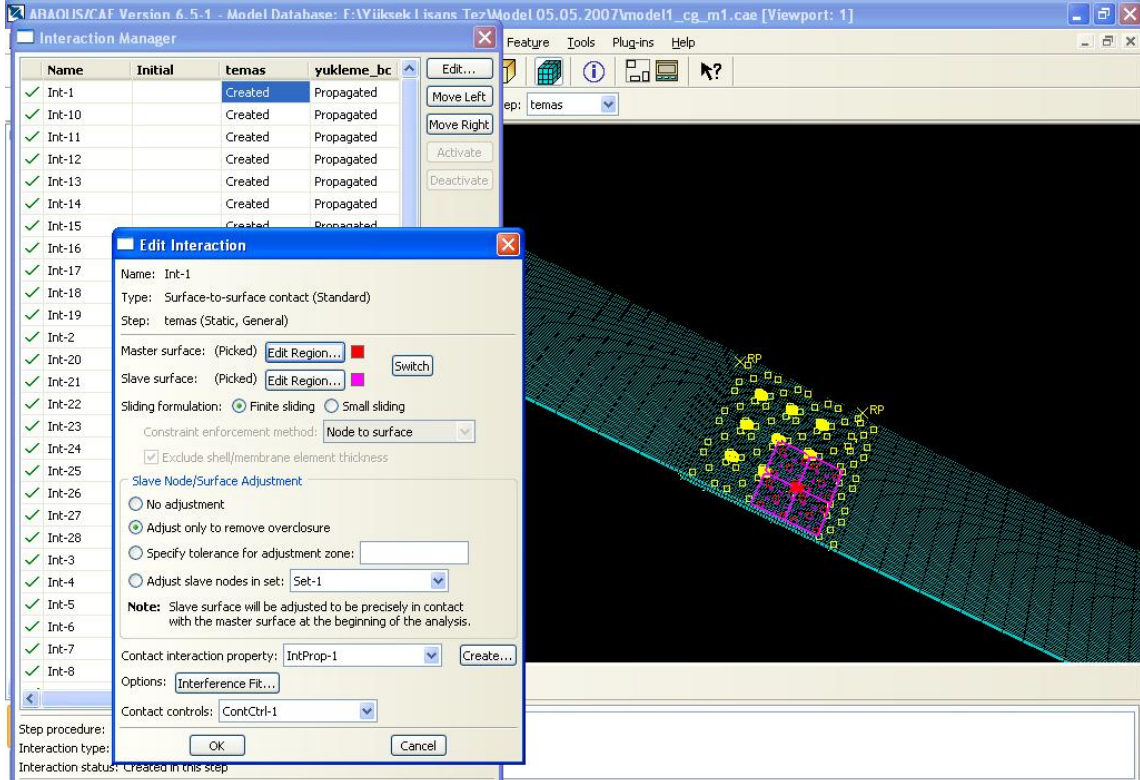 ABAQUS/CAE Version 6.5-1 - Model Database: F:\Yüksek Lisans Tez\Model 05.05.2007\model1_cg_m1.cae [Viewport: 1]
Interaction Manager
Feature Tools Plug-ins Help
Name Initial temas yukleme_bc Edit...
Int-1 Created Propagated Move Left
ep: temas
Int-10 Created Propagated
Int-11 Created Propagated Move Right
Int-12 Created Propagated Activate
Int-13 Created Propagated Deactivate
Int-14 Created Propagated
Int-15 Created Propagated
Int-16
Int-17
Int-18
Int-19
Int-2
Int-20
Int-21
Int-22
Int-23
Int-24
Int-25
Int-26
Int-27
Int-28
Int-3
Int-4
Int-5
Int-6
Int-7
Int-8
Step procedure:
Interaction type:
Interaction status: Created in this step
Edit Interaction
Name: Int-1
Type: Surface-to-surface contact (Standard)
Step: temas (Static, General)
Master surface: (Picked) Edit Region...
Switch
Slave surface: (Picked) Edit Region...
Sliding formulation: Finite sliding Small sliding
Constraint enforcement method: Node to surface
Exclude shell/membrane element thickness
Slave Node/Surface Adjustment
No adjustment
Adjust only to remove overclosure
Specify tolerance for adjustment zone:
Adjust slave nodes in set: Set-1
Note: Slave surface will be adjusted to be precisely in contact
with the master surface at the beginning of the analysis.
Contact interaction property: IntProp-1 Create...
Options: Interference Fit...
Contact controls: ContCtrl-1
OK Cancel
RP
RP